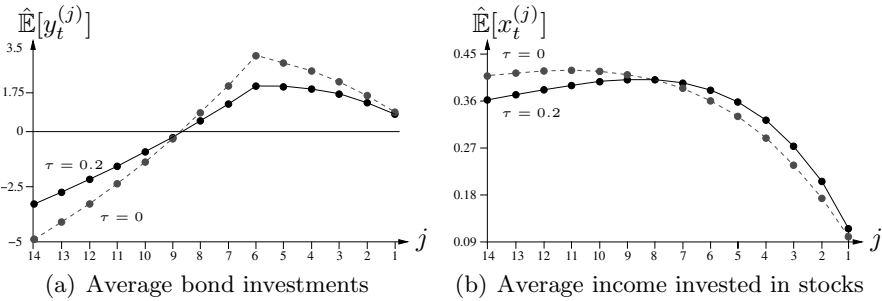 Ê[y_t^{(j)}]
3.5
1.75
0
−2.5
−5
τ = 0.2
τ = 0
14 13 12 11 10 9 8 7 6 5 4 3 2 1 j
(a) Average bond investments
Ê[x_t^{(j)}]
0.45
0.36
0.27
0.18
0.09
τ = 0
τ = 0.2
14 13 12 11 10 9 8 7 6 5 4 3 2 1 j
(b) Average income invested in stocks